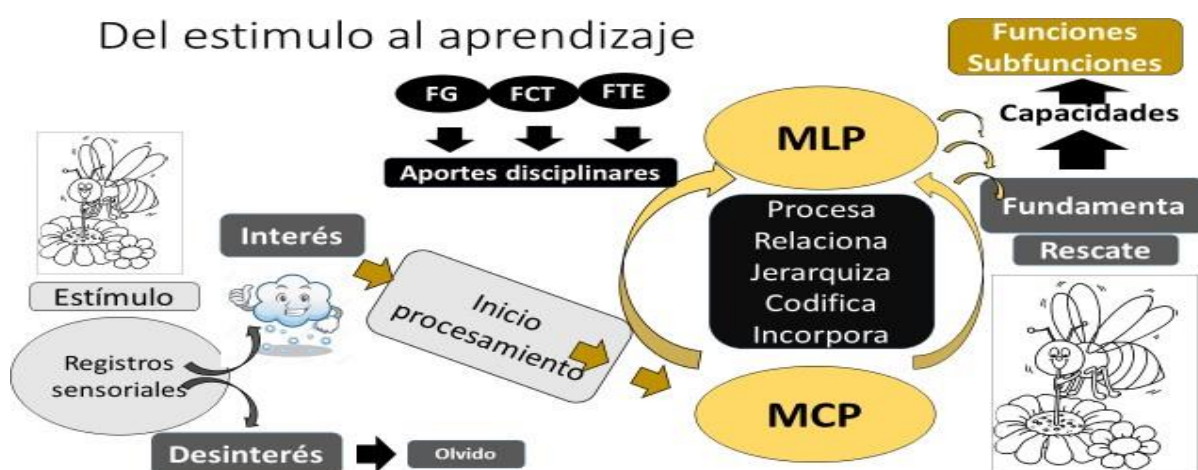 Del estimulo al aprendizaje
Funciones
Subfunciones
FG
FCT
FTE
Capacidades
Aportes disciplinares
MLP
Fundamenta
Rescate
Interés
Estímulo
Registros
sensoriales
Inicio
procesamiento
Procesa
Relaciona
Jerarquiza
Codifica
Incorpora
MCP
Desinterés
Olvido